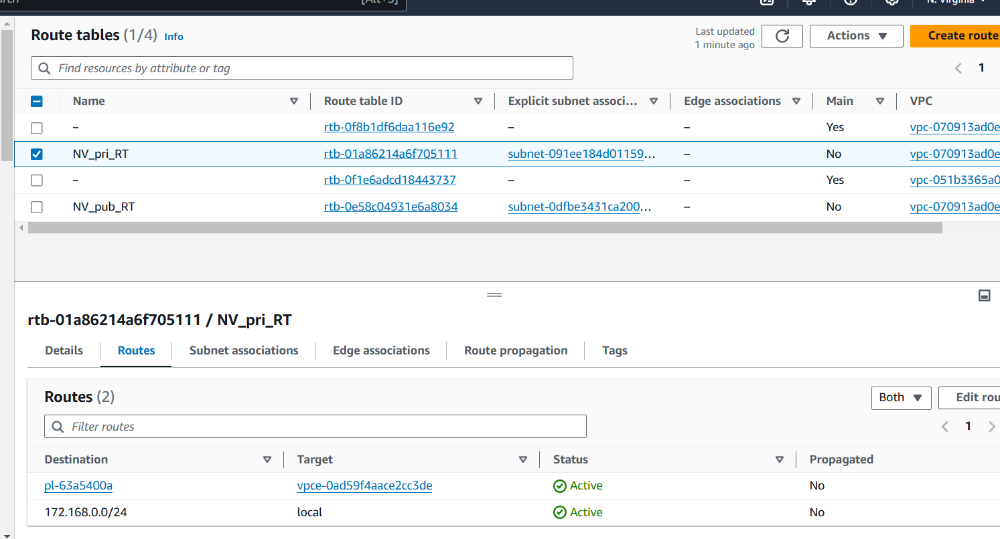 [Alt+S]
N. Virginia
Route tables (1/4) Info
Last updated
1 minute ago
Actions
Create route
Find resources by attribute or tag
1
Name Route table ID Explicit subnet associ... Edge associations Main VPC
– rtb-0f8b1df6daa116e92 – – Yes vpc-070913ad0e
NV_pri_RT rtb-01a86214a6f705111 subnet-091ee184d01159... – No vpc-070913ad0e
– rtb-0f1e6adcd18443737 – – Yes vpc-051b3365a0
NV_pub_RT rtb-0e58c04931e6a8034 subnet-0dfbe3431ca200... – No vpc-070913ad0e
rtb-01a86214a6f705111 / NV_pri_RT
Details Routes Subnet associations Edge associations Route propagation Tags
Routes (2)
Both
Edit rou
Filter routes
1
Destination Target Status Propagated
pl-63a5400a vpce-0ad59f4aace2cc3de Active No
172.168.0.0/24 local Active No